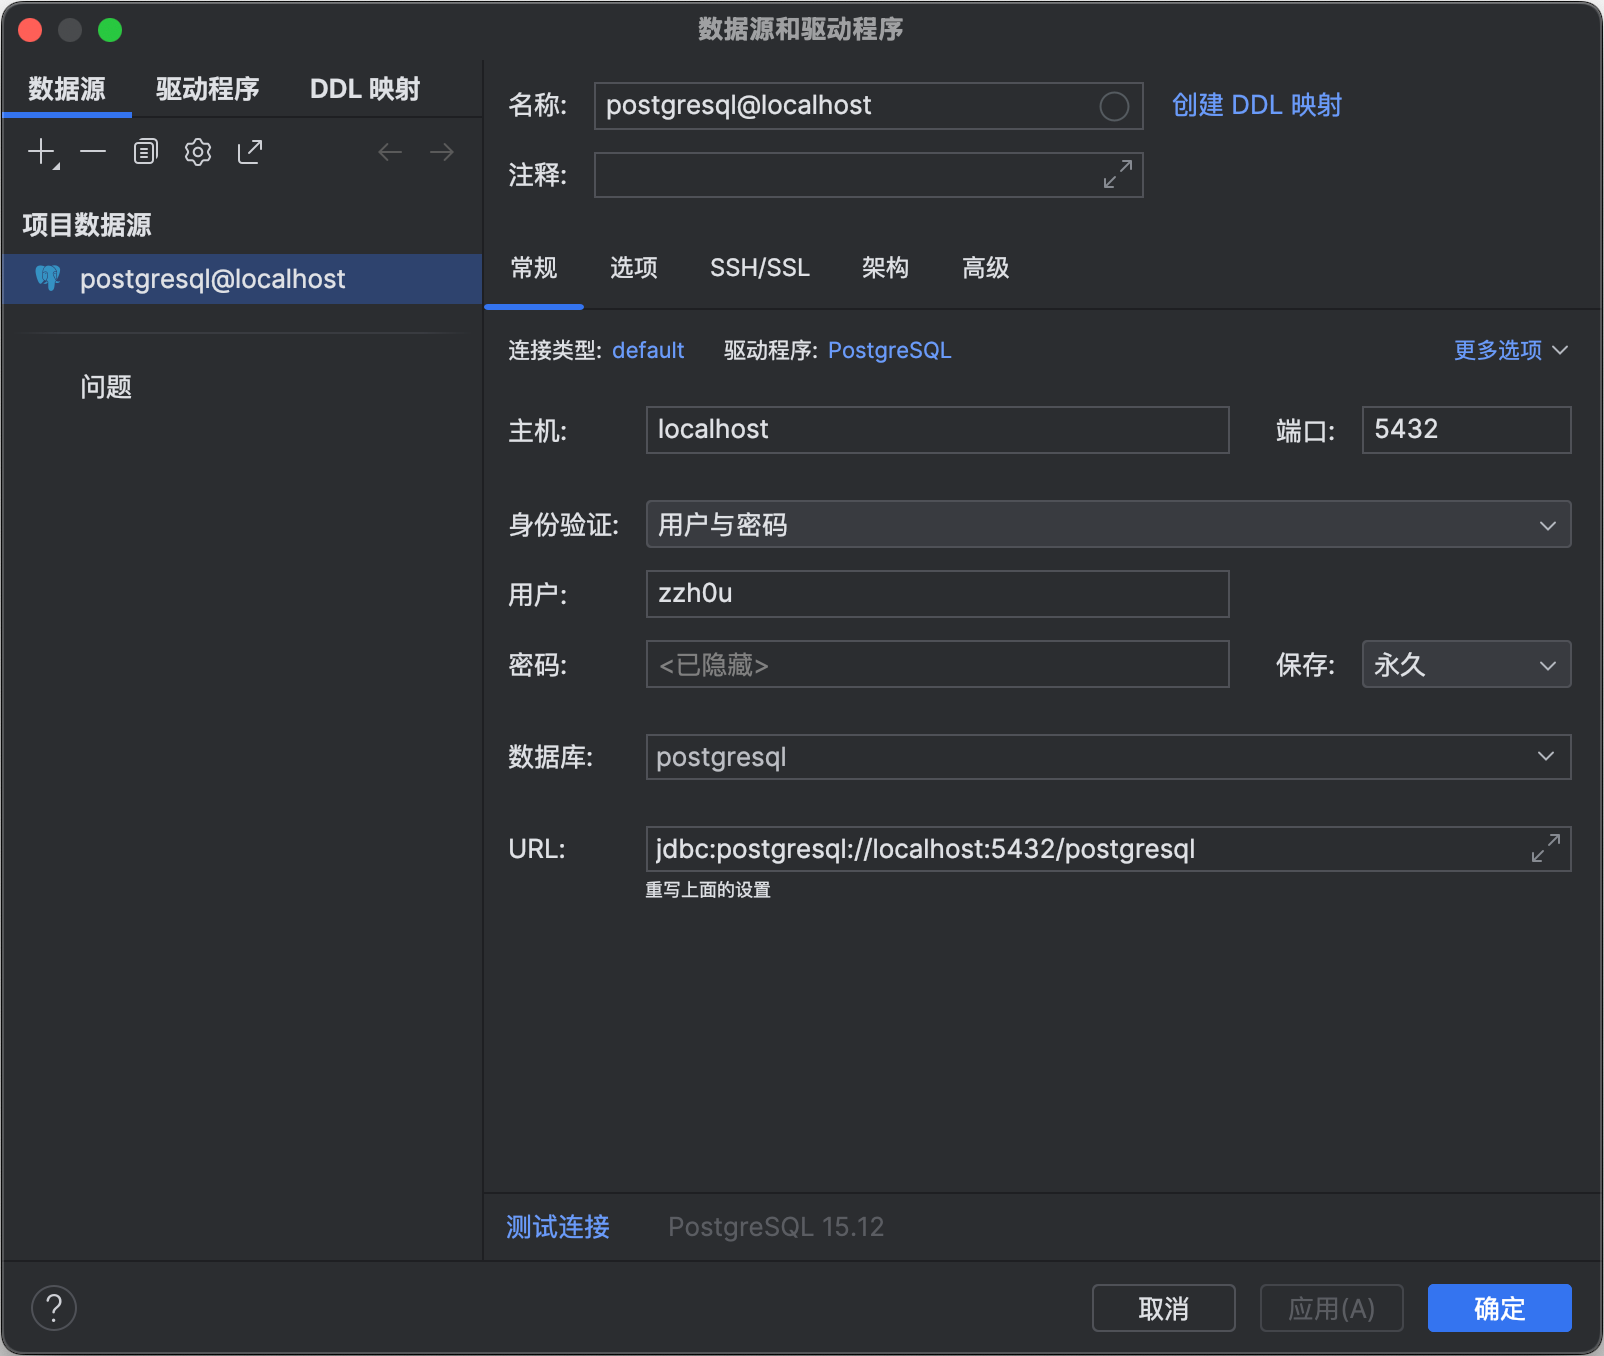 数据源和驱动程序
数据源 驱动程序 DDL 映射
项目数据源
postgresql@localhost
问题
名称: postgresql@localhost 创建 DDL 映射
注释:
常规 选项 SSH/SSL 架构 高级
连接类型: default 驱动程序: PostgreSQL 更多选项
主机: localhost 端口: 5432
身份验证: 用户与密码
用户: zzh0u
密码: <已隐藏> 保存: 永久
数据库: postgresql
URL: jdbc:postgresql://localhost:5432/postgresql
重写上面的设置
测试连接 PostgreSQL 15.12
? 取消 应用(A) 确定